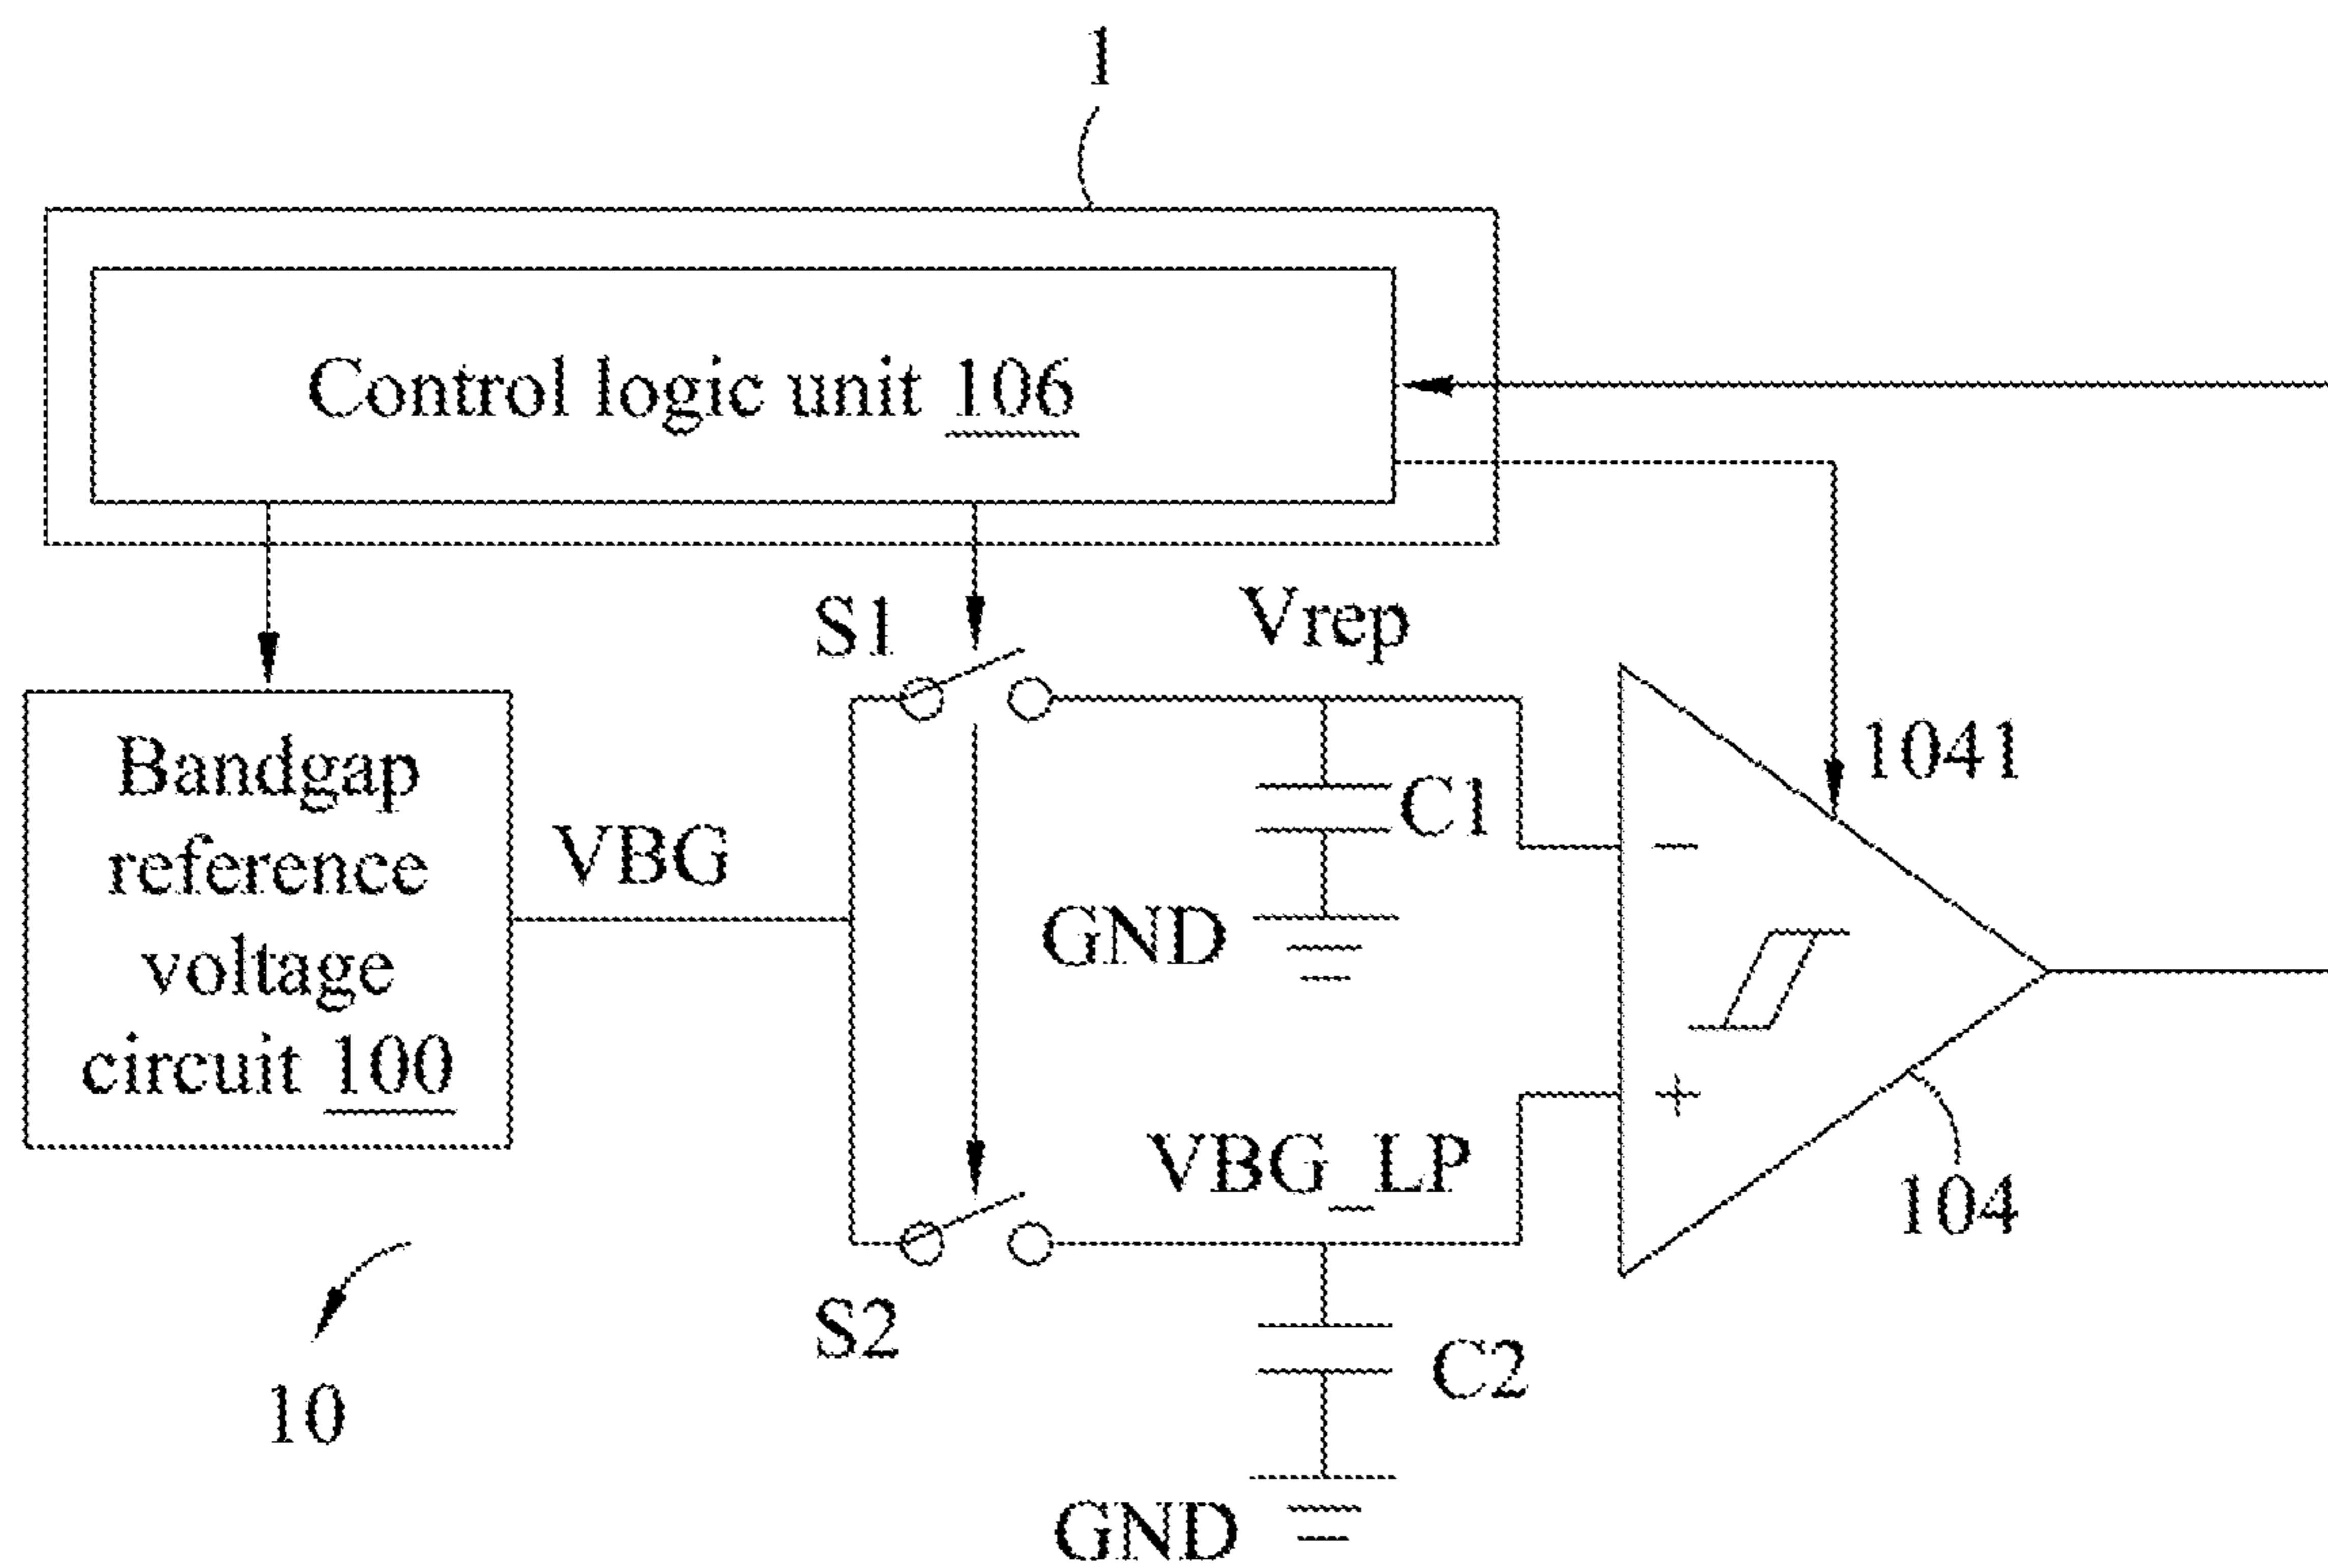 1
Control logic unit 106
S1
Vrep
1041
Bandgap
reference
voltage
circuit 100
VBG
C1
GND
−
+
VBG_LP
104
S2
C2
10
GND